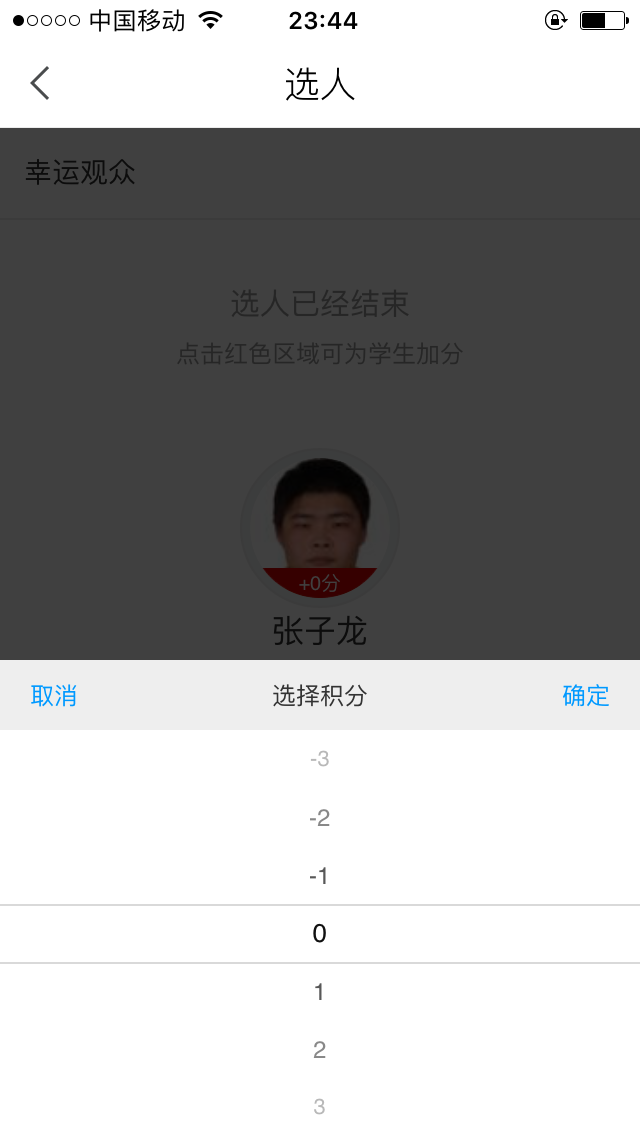 中国移动 23:44
选人
幸运观众
选人已经结束
点击红色区域可为学生加分
+0分
张子龙
取消 选择积分 确定
-3
-2
-1
0
1
2
3